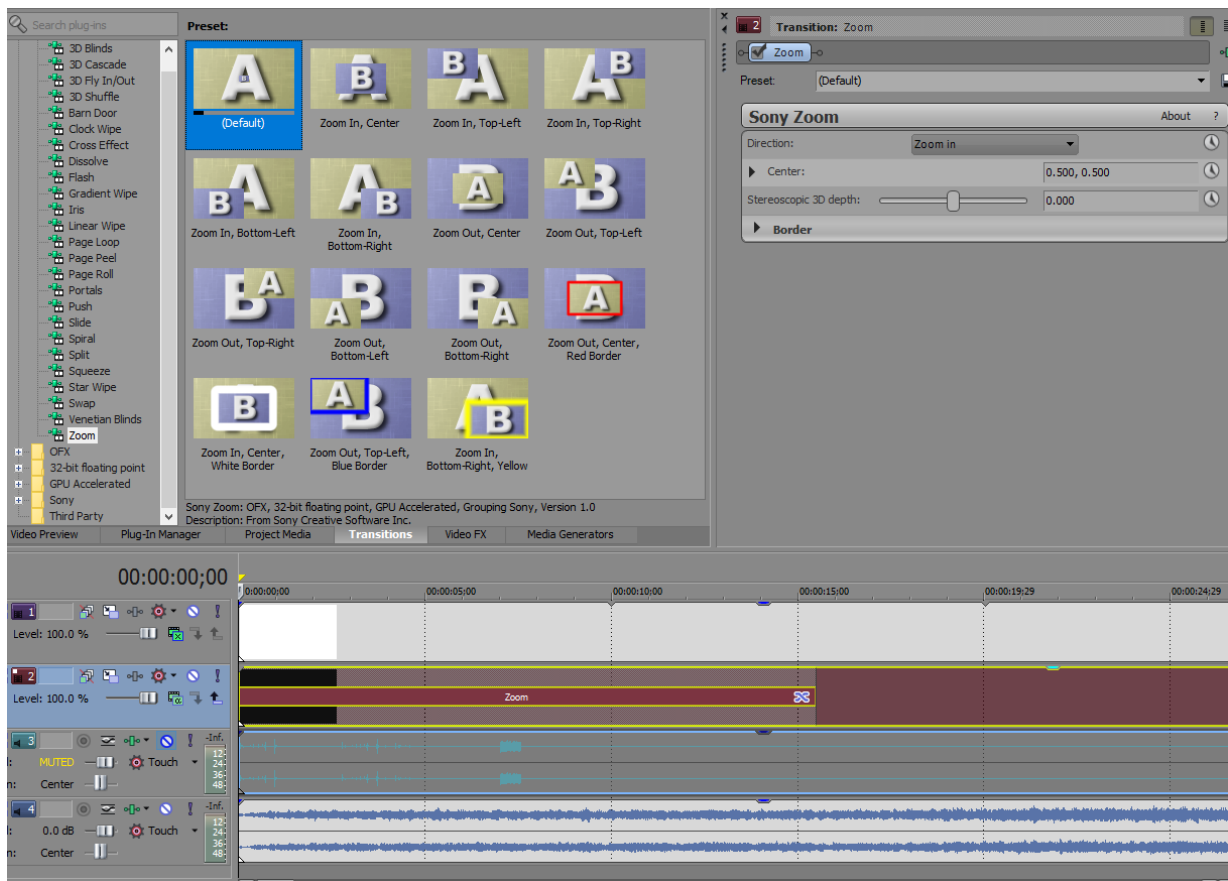 Search plug-ins
3D Blinds
3D Cascade
3D Fly In/Out
3D Shuffle
Barn Door
Clock Wipe
Cross Effect
Dissolve
Flash
Gradient Wipe
Iris
Linear Wipe
Page Loop
Page Peel
Page Roll
Portals
Push
Slide
Spiral
Split
Squeeze
Star Wipe
Swap
Venetian Blinds
Zoom
OFX
32-bit floating point
GPU Accelerated
Sony
Third Party
Preset:
(Default)
Zoom In, Center
Zoom In, Top-Left
Zoom In, Top-Right
Zoom In, Bottom-Left
Zoom In,
Bottom-Right
Zoom Out, Center
Zoom Out, Top-Left
Zoom Out, Top-Right
Zoom Out,
Bottom-Left
Zoom Out,
Bottom-Right
Zoom Out, Center,
Red Border
Zoom In, Center,
White Border
Zoom Out, Top-Left,
Blue Border
Zoom In,
Bottom-Right, Yellow
Sony Zoom: OFX, 32-bit floating point, GPU Accelerated, Grouping Sony, Version 1.0
Description: From Sony Creative Software Inc.
Video Preview Plug-In Manager Project Media Transitions Video FX Media Generators
2 Transition: Zoom
Zoom
Preset: (Default)
Sony Zoom About ?
Direction: Zoom in
Center: 0.500, 0.500
Stereoscopic 3D depth: 0.000
Border
00:00:00;00
0:00:00;00 00:00:05;00 00:00:10;00 00:00:15;00 00:00:19;29 00:00:24;29
1
Level: 100.0 %
2
Level: 100.0 %
Zoom
3 -Inf.
MUTED Touch
Center
12
24
36
48
4 -Inf.
0.0 dB Touch
Center
12
24
36
48